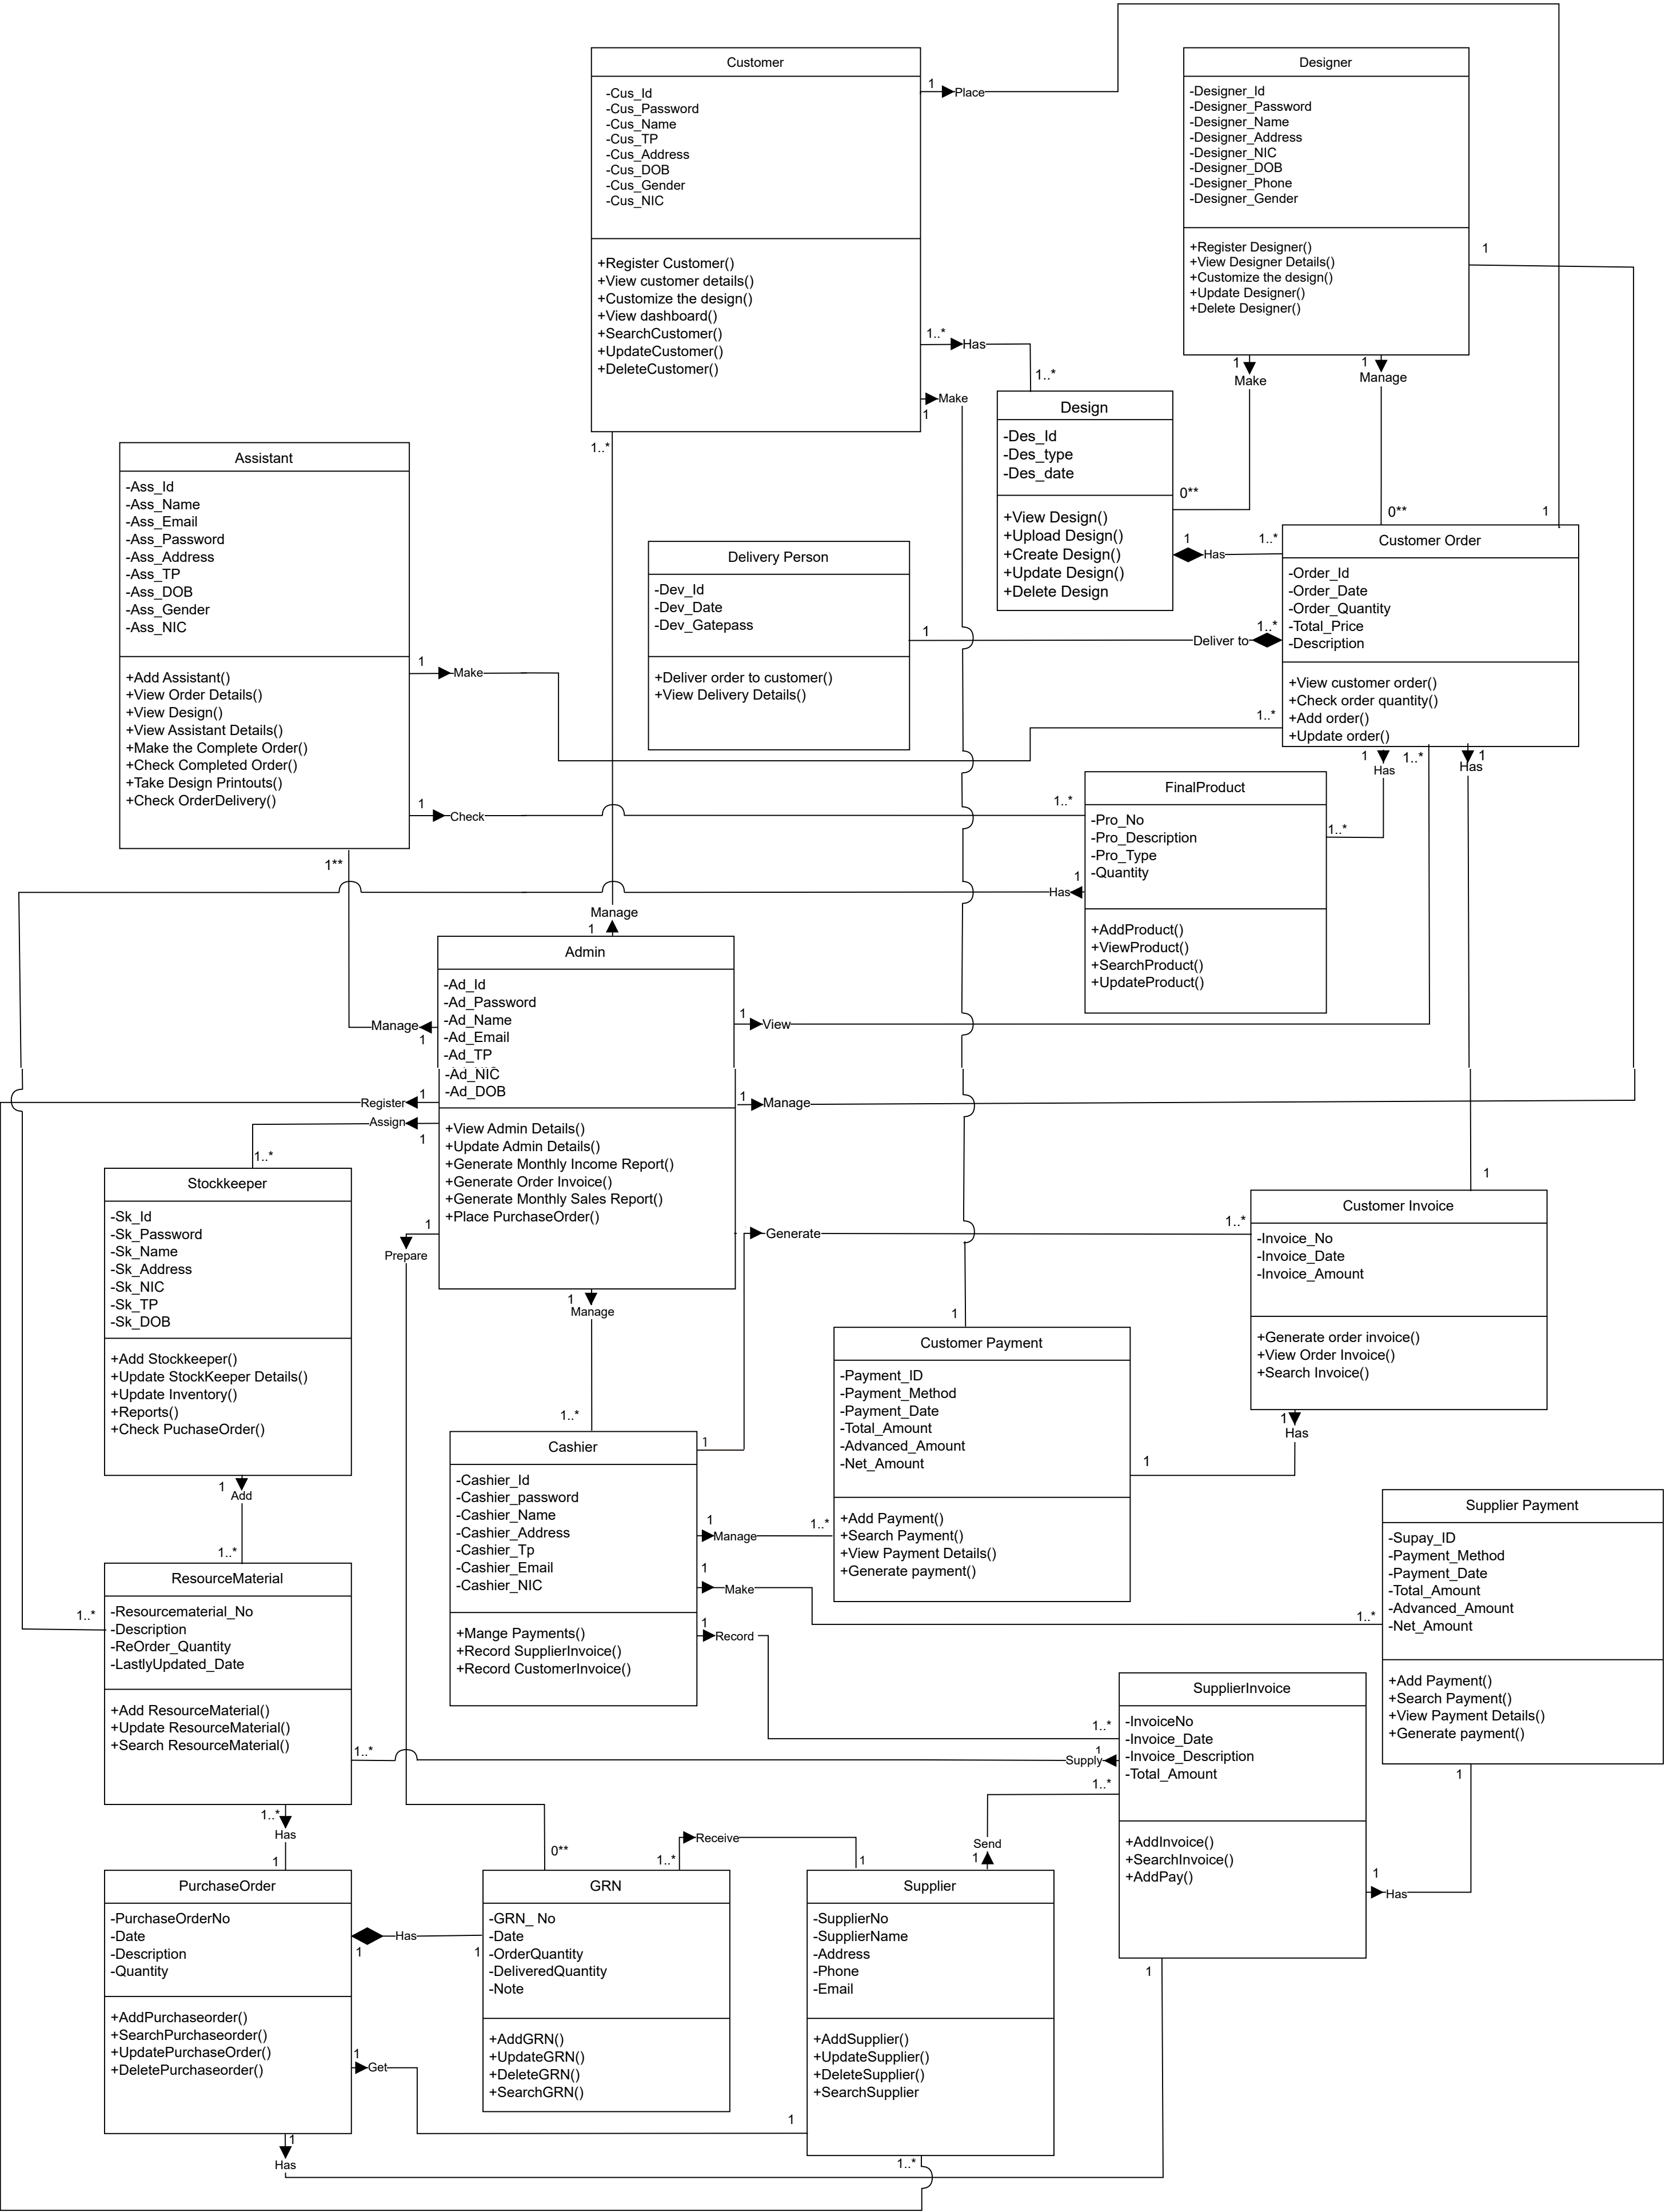 Customer
-Cus_Id
-Cus_Password
-Cus_Name
-Cus_TP
-Cus_Address
-Cus_DOB
-Cus_Gender
-Cus_NIC
+Register Customer()
+View customer details()
+Customize the design()
+View dashboard()
+SearchCustomer()
+UpdateCustomer()
+DeleteCustomer()
1
Place
1..*
Has
1..*
Make
1
1..*
Designer
-Designer_Id
-Designer_Password
-Designer_Name
-Designer_Address
-Designer_NIC
-Designer_DOB
-Designer_Phone
-Designer_Gender
+Register Designer()
+View Designer Details()
+Customize the design()
+Update Designer()
+Delete Designer()
1
1
Make
1
Manage
Design
-Des_Id
-Des_type
-Des_date
+View Design()
+Upload Design()
+Create Design()
+Update Design()
+Delete Design
0**
0**
1
1
Has
1..*
Assistant
-Ass_Id
-Ass_Name
-Ass_Email
-Ass_Password
-Ass_Address
-Ass_TP
-Ass_DOB
-Ass_Gender
-Ass_NIC
+Add Assistant()
+View Order Details()
+View Design()
+View Assistant Details()
+Make the Complete Order()
+Check Completed Order()
+Take Design Printouts()
+Check OrderDelivery()
1
Make
1
Check
1**
Delivery Person
-Dev_Id
-Dev_Date
-Dev_Gatepass
+Deliver order to customer()
+View Delivery Details()
1
Deliver to
1..*
Customer Order
-Order_Id
-Order_Date
-Order_Quantity
-Total_Price
-Description
+View customer order()
+Check order quantity()
+Add order()
+Update order()
1..*
1
Has
1..*
1
Has
FinalProduct
-Pro_No
-Pro_Description
-Pro_Type
-Quantity
+AddProduct()
+ViewProduct()
+SearchProduct()
+UpdateProduct()
1..*
1..*
1
Has
Manage
1
Admin
-Ad_Id
-Ad_Password
-Ad_Name
-Ad_Email
-Ad_TP
-Ad_NIC
-Ad_DOB
+View Admin Details()
+Update Admin Details()
+Generate Monthly Income Report()
+Generate Order Invoice()
+Generate Monthly Sales Report()
+Place PurchaseOrder()
Manage
1
1
View
Register
1
Assign
1
1
Manage
1
Prepare
1
Manage
1..*
Stockkeeper
-Sk_Id
-Sk_Password
-Sk_Name
-Sk_Address
-Sk_NIC
-Sk_TP
-Sk_DOB
+Add Stockkeeper()
+Update StockKeeper Details()
+Update Inventory()
+Reports()
+Check PuchaseOrder()
1
Add
Generate
1..*
1
Customer Invoice
-Invoice_No
-Invoice_Date
-Invoice_Amount
+Generate order invoice()
+View Order Invoice()
+Search Invoice()
1
Has
1
Customer Payment
-Payment_ID
-Payment_Method
-Payment_Date
-Total_Amount
-Advanced_Amount
-Net_Amount
+Add Payment()
+Search Payment()
+View Payment Details()
+Generate payment()
1
1..*
1..*
Cashier
-Cashier_Id
-Cashier_password
-Cashier_Name
-Cashier_Address
-Cashier_Tp
-Cashier_Email
-Cashier_NIC
+Mange Payments()
+Record SupplierInvoice()
+Record CustomerInvoice()
1
1
Manage
1
Make
1
Record
Supplier Payment
-Supay_ID
-Payment_Method
-Payment_Date
-Total_Amount
-Advanced_Amount
-Net_Amount
+Add Payment()
+Search Payment()
+View Payment Details()
+Generate payment()
1..*
1
1..*
ResourceMaterial
-Resourcematerial_No
-Description
-ReOrder_Quantity
-LastlyUpdated_Date
+Add ResourceMaterial()
+Update ResourceMaterial()
+Search ResourceMaterial()
1..*
1..*
1..*
Has
1
SupplierInvoice
-InvoiceNo
-Invoice_Date
-Invoice_Description
-Total_Amount
+AddInvoice()
+SearchInvoice()
+AddPay()
1..*
Supply
1
1..*
1
Has
1
PurchaseOrder
-PurchaseOrderNo
-Date
-Description
-Quantity
+AddPurchaseorder()
+SearchPurchaseorder()
+UpdatePurchaseOrder()
+DeletePurchaseorder()
1
Has
1
1
Get
1
Has
GRN
-GRN_ No
-Date
-OrderQuantity
-DeliveredQuantity
-Note
+AddGRN()
+UpdateGRN()
+DeleteGRN()
+SearchGRN()
0**
1..*
Receive
1
Supplier
-SupplierNo
-SupplierName
-Address
-Phone
-Email
+AddSupplier()
+UpdateSupplier()
+DeleteSupplier()
+SearchSupplier
Send
1
1
1..*